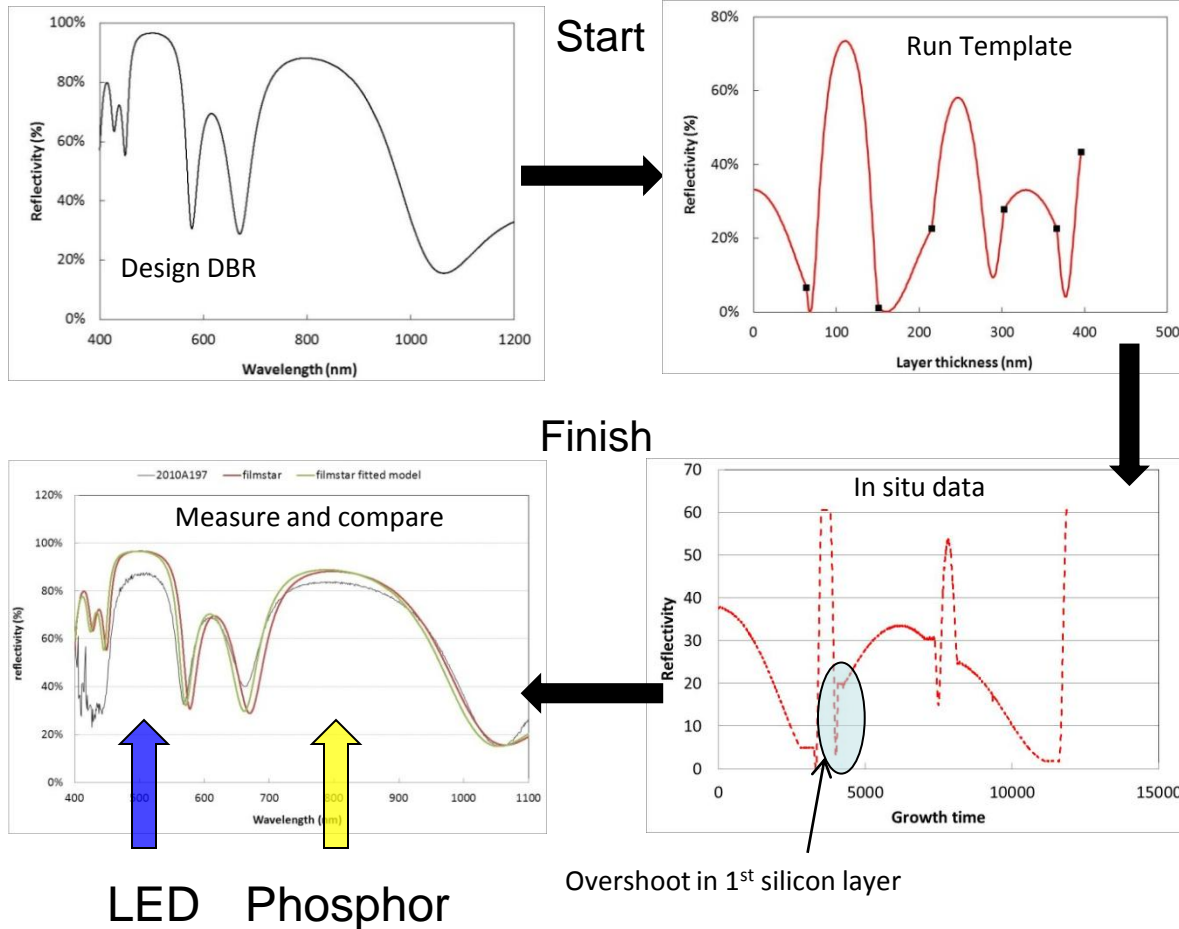 Start
100%
80%
60%
40%
20%
0%
Reflectivity (%)
Design DBR
400 600 800 1000 1200
Wavelength (nm)
80%
60%
40%
20%
0%
Reflectivity (%)
Run Template
0 100 200 300 400 500
Layer thickness (nm)
Finish
2010A197 filmstar filmstar fitted model
Measure and compare
120%
100%
80%
60%
40%
20%
0%
reflectivity (%)
400 500 600 700 800 900 1000 1100
Wavelength (nm)
In situ data
70
60
50
40
30
20
10
0
Reflectivity
0 5000 10000 15000
Growth time
Overshoot in 1st silicon layer
LED Phosphor